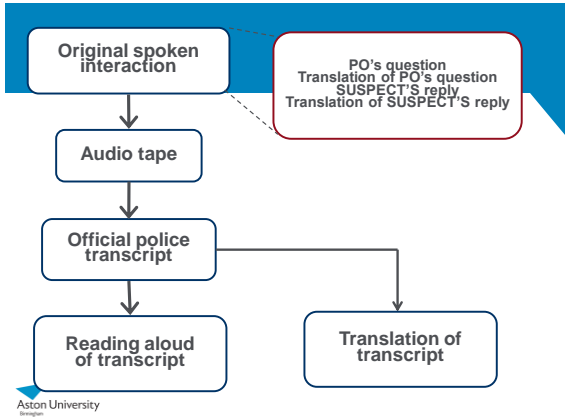 Original spoken
interaction
PO's question
Translation of PO's question
SUSPECT'S reply
Translation of SUSPECT'S reply
Audio tape
Official police
transcript
Reading aloud
of transcript
Translation of
transcript
Aston University
Birmingham